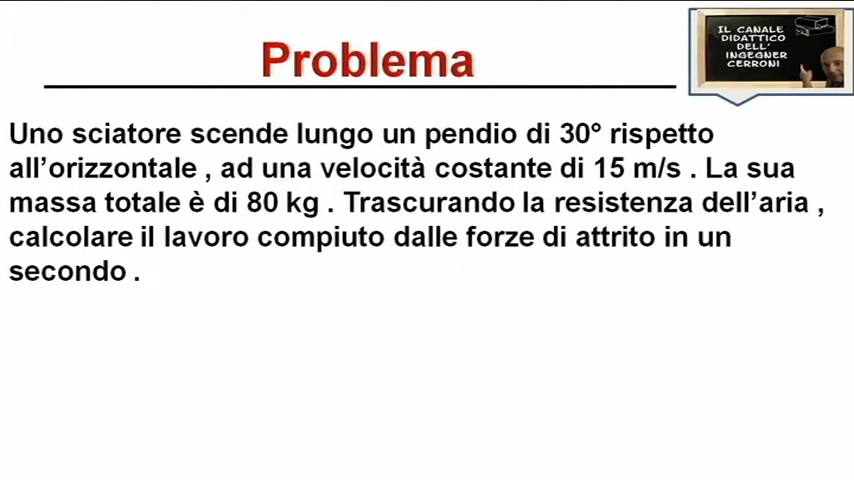 Problema
IL CANALE
DIDATTICO
DELL'
INGEGNER
CERRONI
Uno sciatore scende lungo un pendio di 30° rispetto
all’orizzontale , ad una velocità costante di 15 m/s . La sua
massa totale è di 80 kg . Trascurando la resistenza dell’aria ,
calcolare il lavoro compiuto dalle forze di attrito in un
secondo .